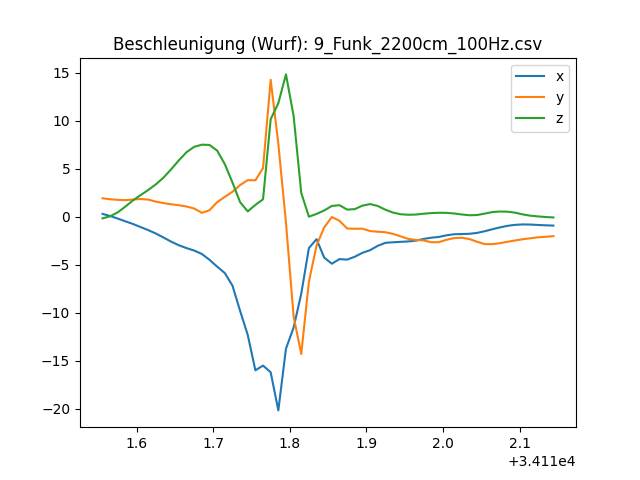 Beschleunigung (Wurf): 9_Funk_2200cm_100Hz.csv
x
y
z
15
10
5
0
−5
−10
−15
−20
1.6 1.7 1.8 1.9 2.0 2.1
+3.411e4